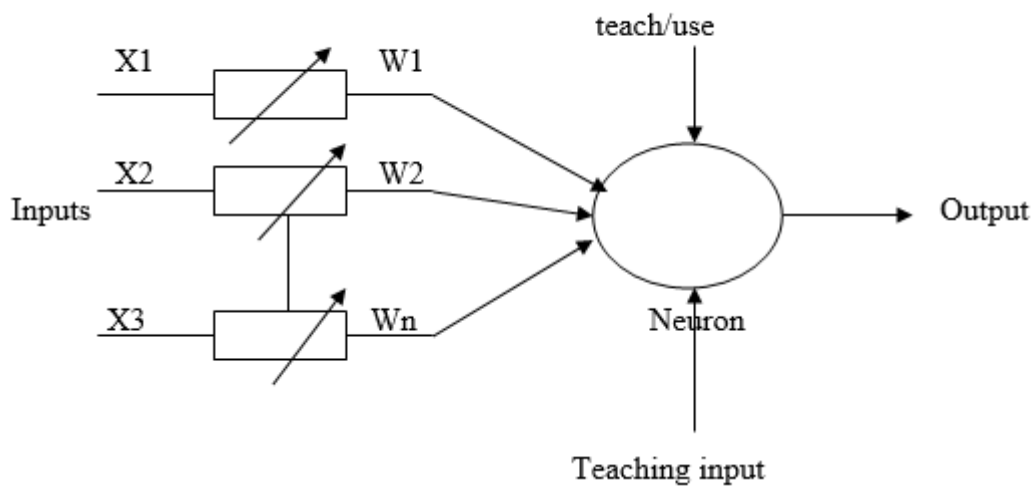 teach/use
X1
W1
X2
W2
Inputs
Output
X3
Wn
Neuron
Teaching input